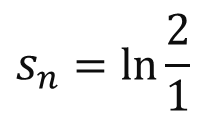 sₙ = ln 2/1